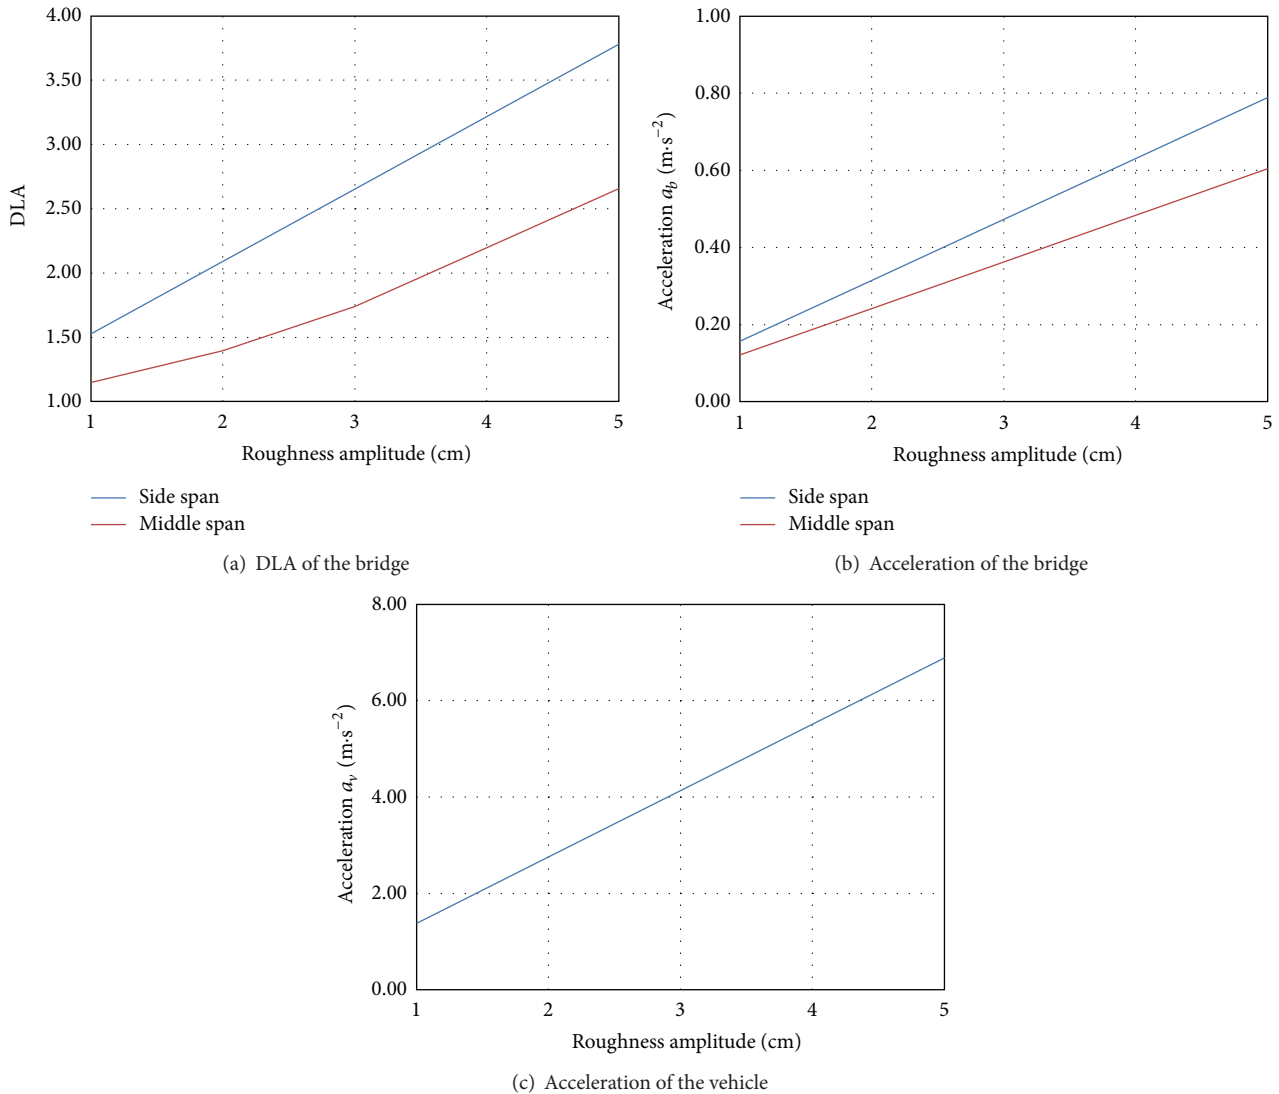 4.00
3.50
3.00
2.50
2.00
1.50
1.00
DLA
1 2 3 4 5
Roughness amplitude (cm)
Side span
Middle span
(a) DLA of the bridge
1.00
0.80
0.60
0.40
0.20
0.00
Acceleration a_b (m·s⁻²)
1 2 3 4 5
Roughness amplitude (cm)
Side span
Middle span
(b) Acceleration of the bridge
8.00
6.00
4.00
2.00
0.00
Acceleration a_v (m·s⁻²)
1 2 3 4 5
Roughness amplitude (cm)
(c) Acceleration of the vehicle